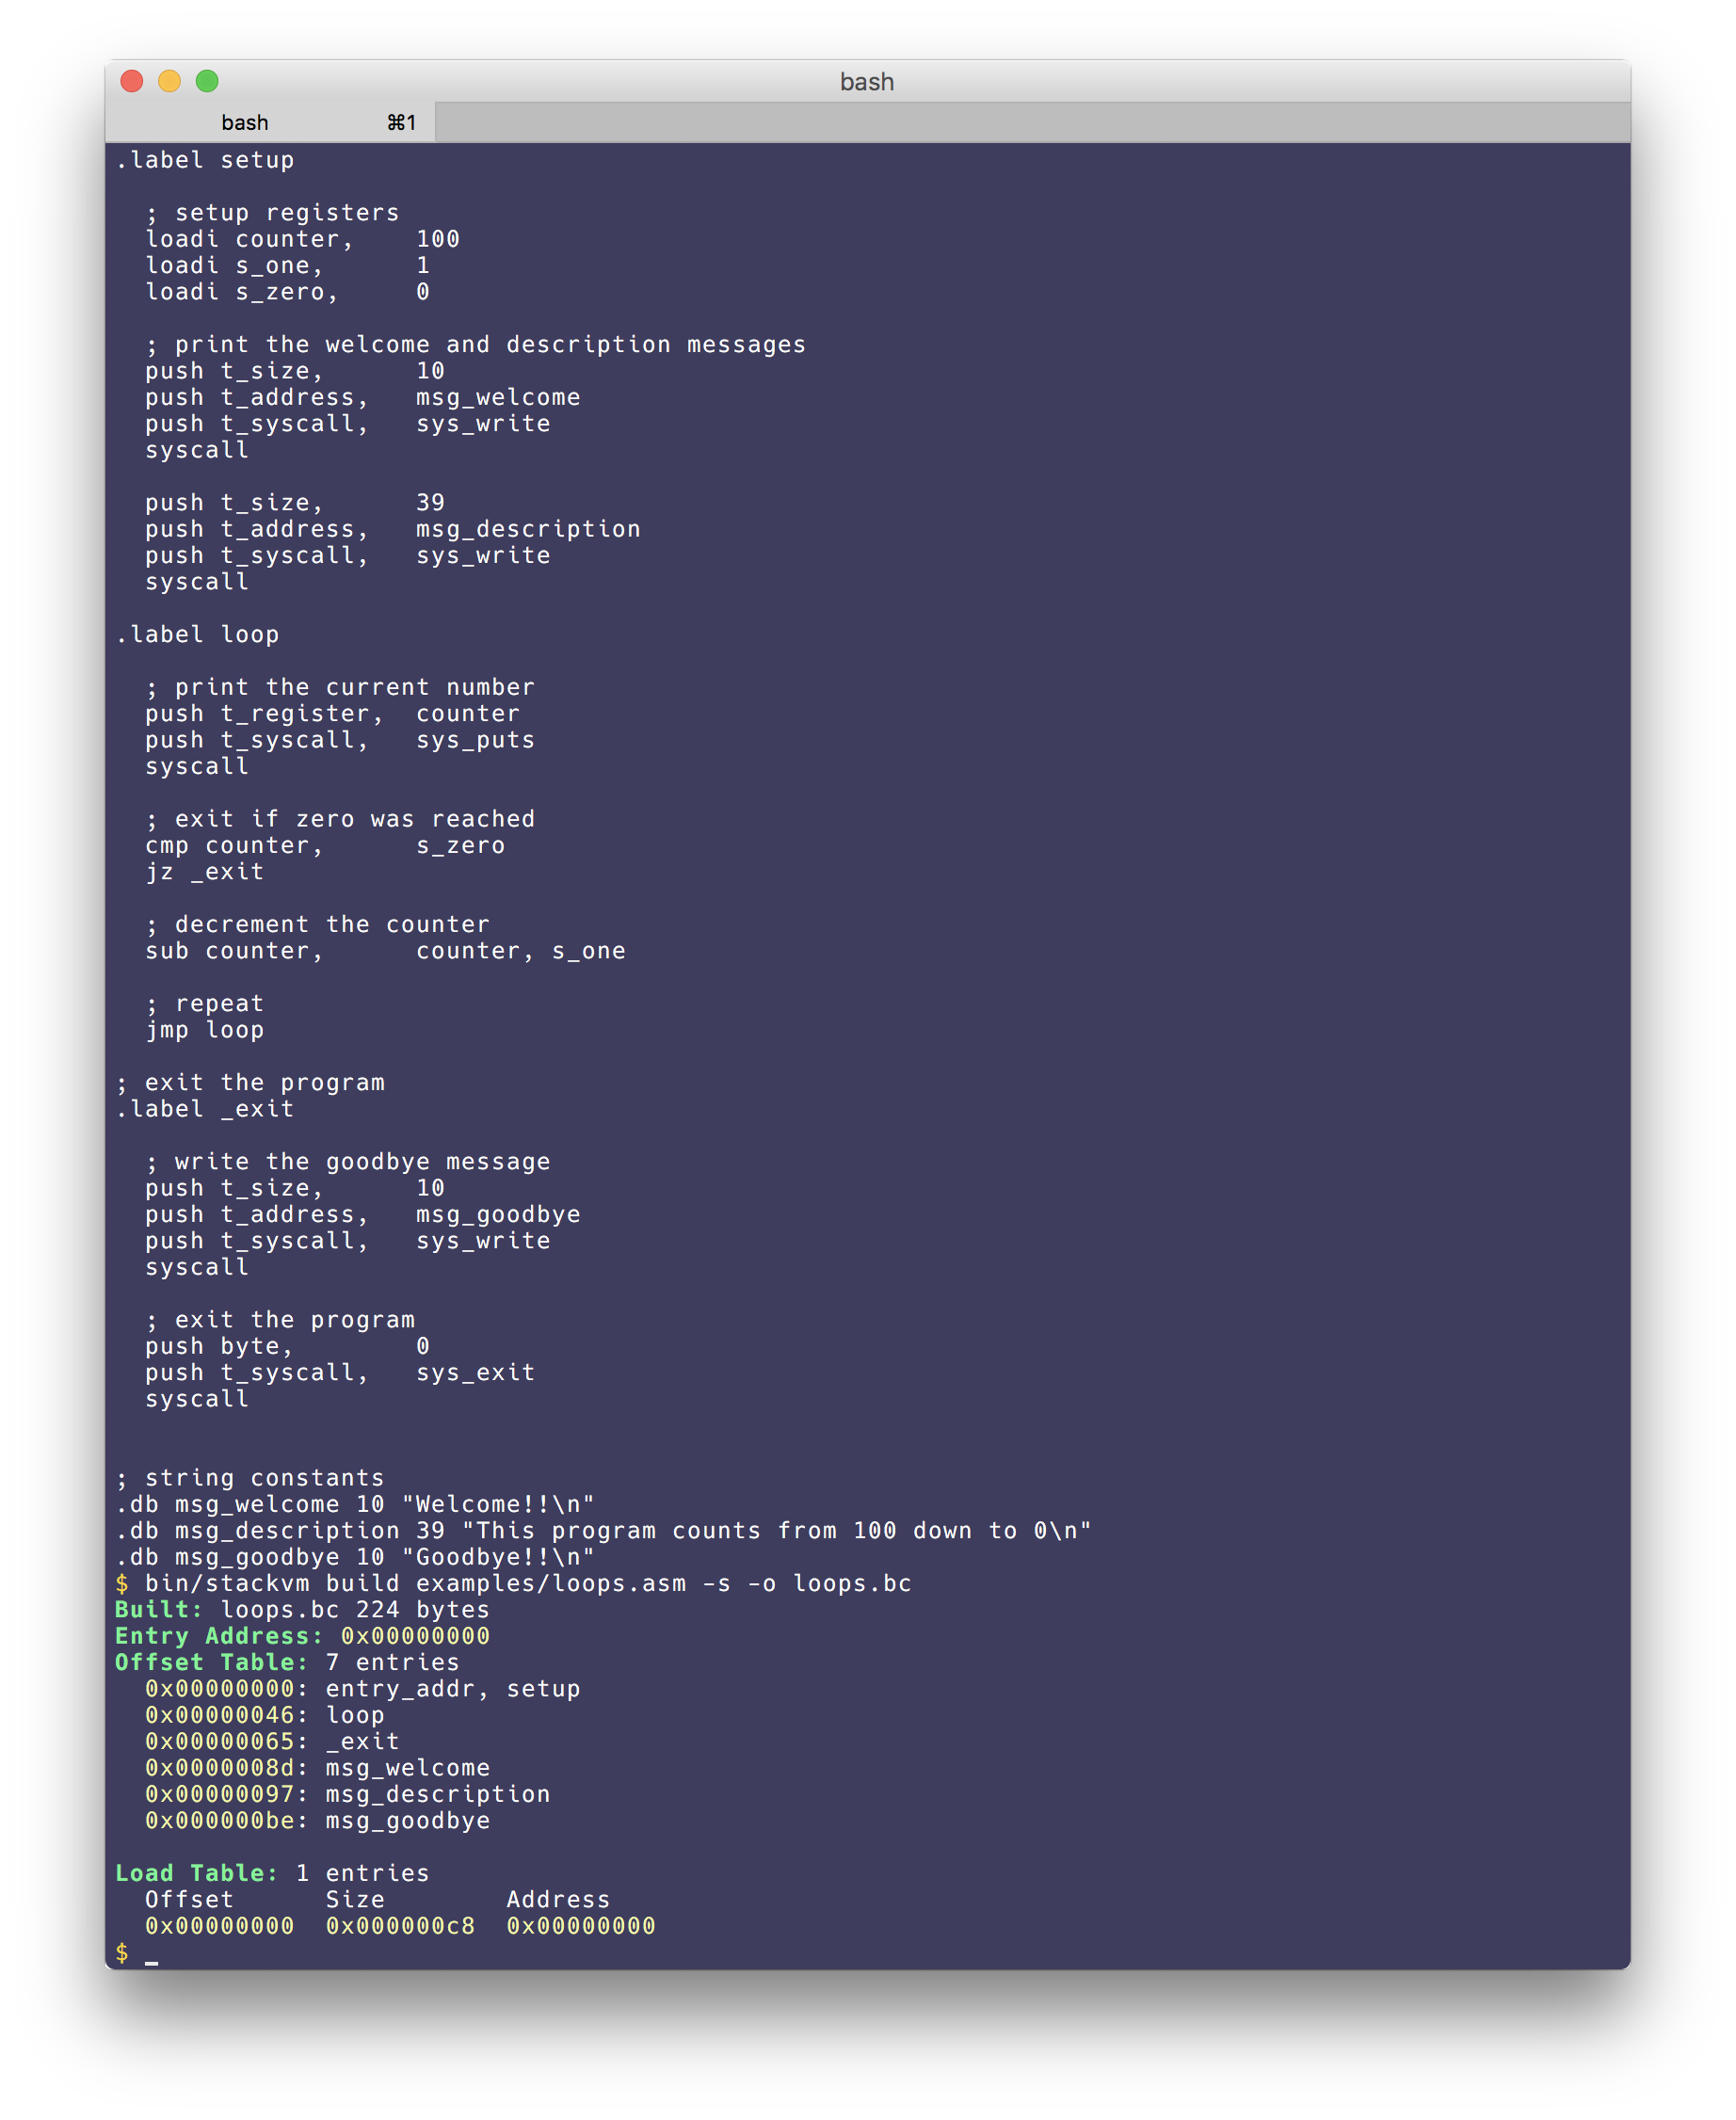 bash
bash ⌘1
.label setup
; setup registers
loadi counter, 100
loadi s_one, 1
loadi s_zero, 0
; print the welcome and description messages
push t_size, 10
push t_address, msg_welcome
push t_syscall, sys_write
syscall
push t_size, 39
push t_address, msg_description
push t_syscall, sys_write
syscall
.label loop
; print the current number
push t_register, counter
push t_syscall, sys_puts
syscall
; exit if zero was reached
cmp counter, s_zero
jz _exit
; decrement the counter
sub counter, counter, s_one
; repeat
jmp loop
; exit the program
.label _exit
; write the goodbye message
push t_size, 10
push t_address, msg_goodbye
push t_syscall, sys_write
syscall
; exit the program
push byte, 0
push t_syscall, sys_exit
syscall
; string constants
.db msg_welcome 10 "Welcome!!\n"
.db msg_description 39 "This program counts from 100 down to 0\n"
.db msg_goodbye 10 "Goodbye!!\n"
$ bin/stackvm build examples/loops.asm -s -o loops.bc
Built: loops.bc 224 bytes
Entry Address: 0x00000000
Offset Table: 7 entries
0x00000000: entry_addr, setup
0x00000046: loop
0x00000065: _exit
0x0000008d: msg_welcome
0x00000097: msg_description
0x000000be: msg_goodbye
Load Table: 1 entries
Offset Size Address
0x00000000 0x000000c8 0x00000000
$ _